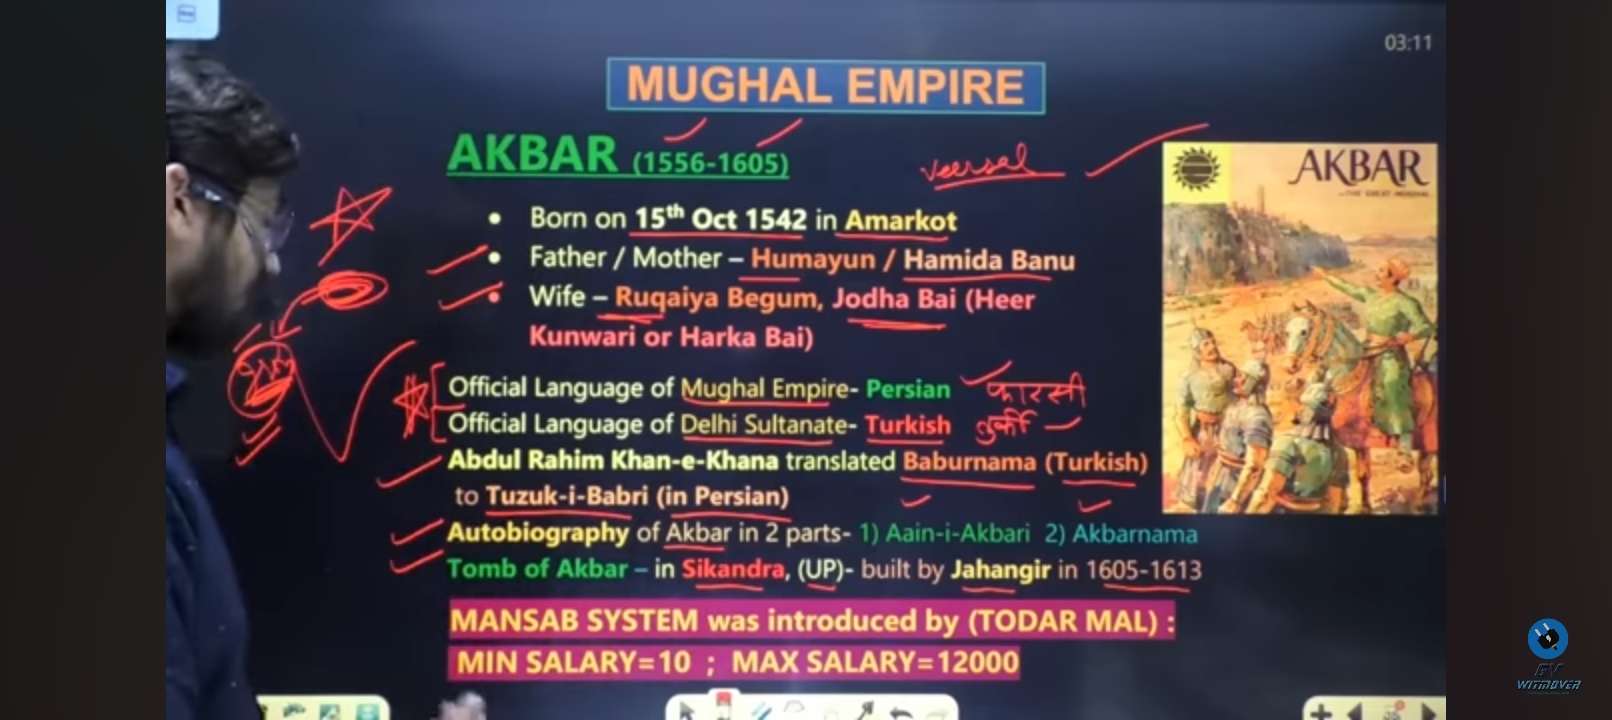 03:11
MUGHAL EMPIRE
AKBAR (1556-1605)
veersal
AKBAR
...THE GREAT MUGHAL
• Born on 15th Oct 1542 in Amarkot
• Father / Mother – Humayun / Hamida Banu
• Wife – Ruqaiya Begum, Jodha Bai (Heer
Kunwari or Harka Bai)
Official Language of Mughal Empire- Persian फारसी
Official Language of Delhi Sultanate- Turkish तुर्की
Abdul Rahim Khan-e-Khana translated Baburnama (Turkish)
to Tuzuk-i-Babri (in Persian)
Autobiography of Akbar in 2 parts- 1) Aain-i-Akbari 2) Akbarnama
Tomb of Akbar – in Sikandra, (UP)- built by Jahangir in 1605-1613
MANSAB SYSTEM was introduced by (TODAR MAL) :
MIN SALARY=10 ; MAX SALARY=12000
WITMOVER